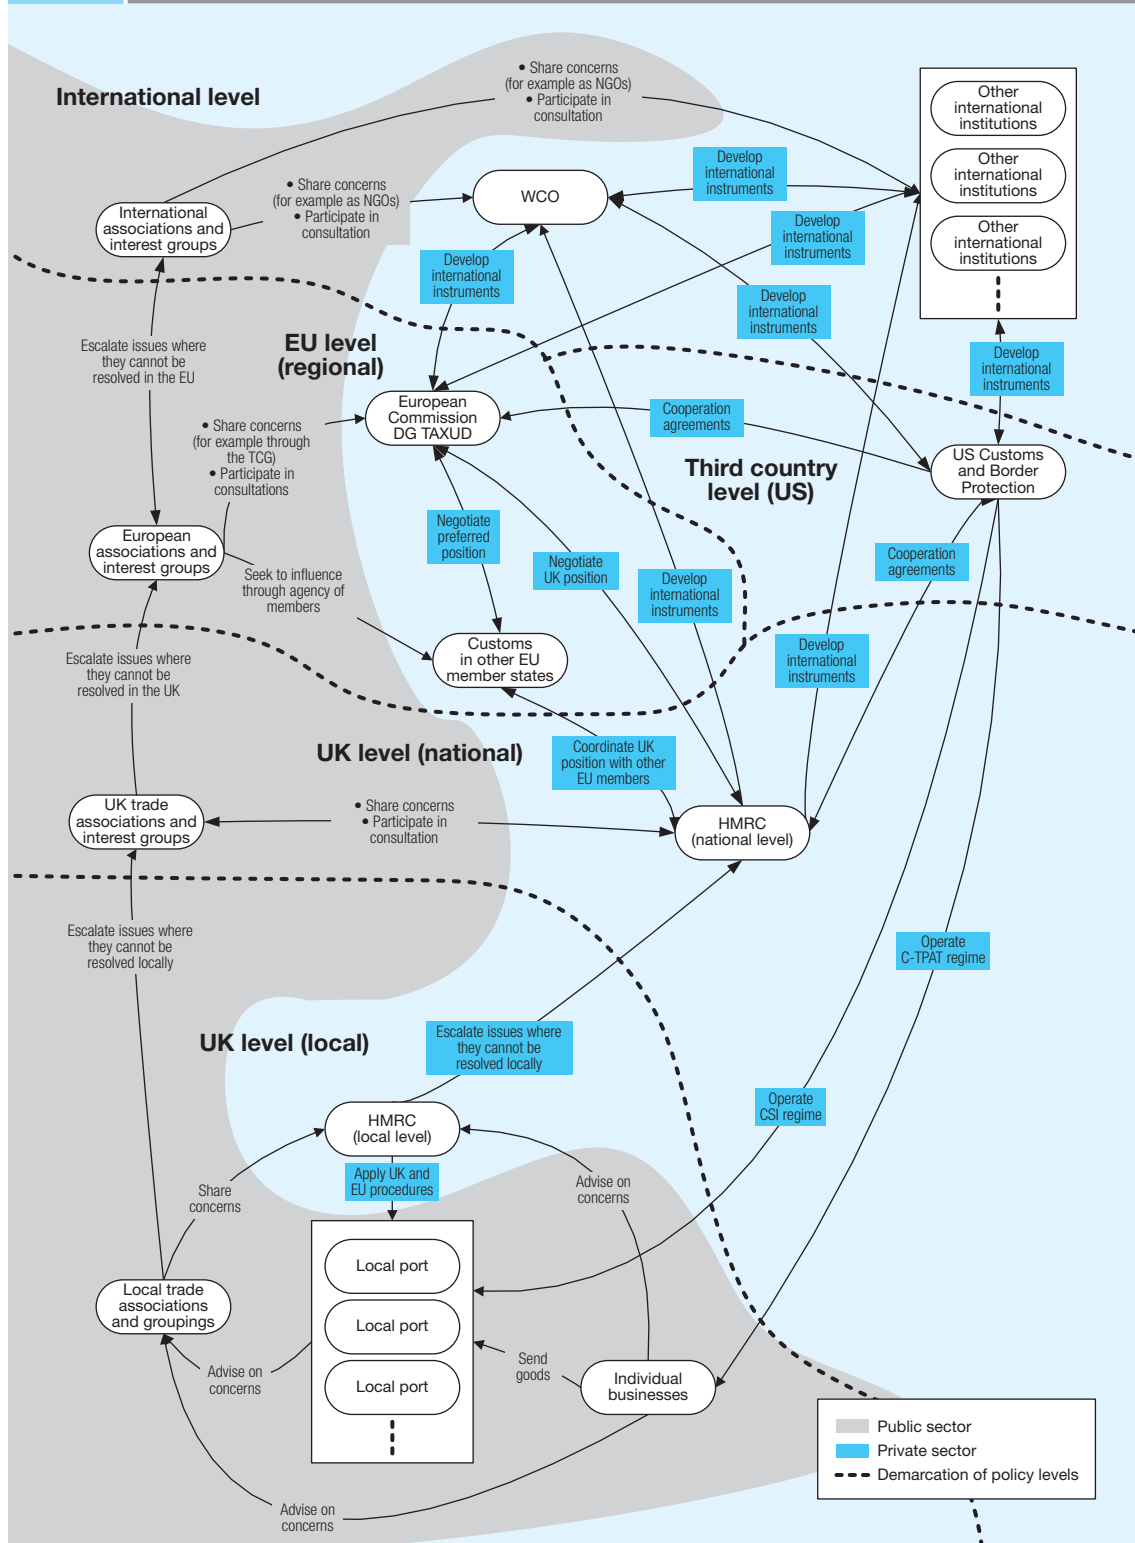 International level
• Share concerns
(for example as NGOs)
• Participate in
consultation
Other
international
institutions
Other
international
institutions
Other
international
institutions
Develop
international
instruments
WCO
• Share concerns
(for example as NGOs)
• Participate in
consultation
International
associations and
interest groups
Develop
international
instruments
Develop
international
instruments
Develop
international
instruments
EU level
(regional)
Escalate issues where
they cannot be
resolved in the EU
Develop
international
instruments
European
Commission
DG TAXUD
Cooperation
agreements
• Share concerns
(for example through
the TCG)
• Participate in
consultations
Third country
level (US)
US Customs
and Border
Protection
European
associations and
interest groups
Negotiate
preferred
position
Negotiate
UK position
Cooperation
agreements
Seek to influence
through agency of
members
Develop
international
instruments
Customs
in other EU
member states
Develop
international
instruments
Escalate issues where
they cannot be
resolved in the UK
UK level (national)
Coordinate UK
position with other
EU members
UK trade
associations and
interest groups
• Share concerns
• Participate in
consultation
HMRC
(national level)
Escalate issues where
they cannot be
resolved locally
Operate
C-TPAT regime
UK level (local)
Escalate issues where
they cannot be
resolved locally
Operate
CSI regime
HMRC
(local level)
Apply UK and
EU procedures
Share
concerns
Advise on
concerns
Local port
Local port
Local port
Local trade
associations
and groupings
Advise on
concerns
Send
goods
Individual
businesses
Advise on
concerns
Public sector
Private sector
Demarcation of policy levels